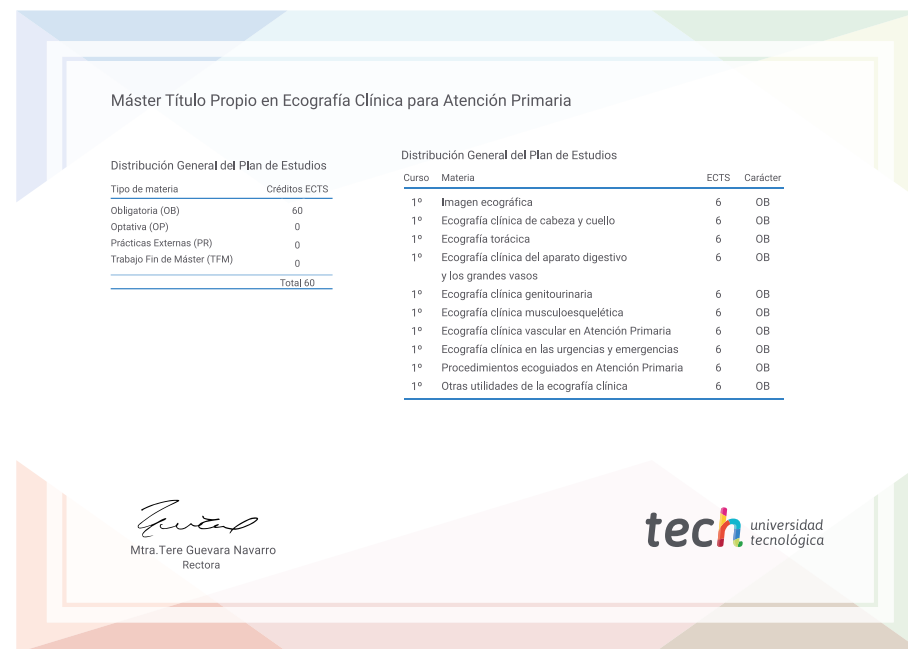 Máster Título Propio en Ecografía Clínica para Atención Primaria
Distribución General del Plan de Estudios
Tipo de materia Créditos ECTS
Obligatoria (OB) 60
Optativa (OP) 0
Prácticas Externas (PR) 0
Trabajo Fin de Máster (TFM) 0
Total 60
Distribución General del Plan de Estudios
Curso Materia ECTS Carácter
1º Imagen ecográfica 6 OB
1º Ecografía clínica de cabeza y cuello 6 OB
1º Ecografía torácica 6 OB
1º Ecografía clínica del aparato digestivo 6 OB
y los grandes vasos
1º Ecografía clínica genitourinaria 6 OB
1º Ecografía clínica musculoesquelética 6 OB
1º Ecografía clínica vascular en Atención Primaria 6 OB
1º Ecografía clínica en las urgencias y emergencias 6 OB
1º Procedimientos ecoguiados en Atención Primaria 6 OB
1º Otras utilidades de la ecografía clínica 6 OB
Mtra.Tere Guevara Navarro
Rectora
tech universidad
tecnológica